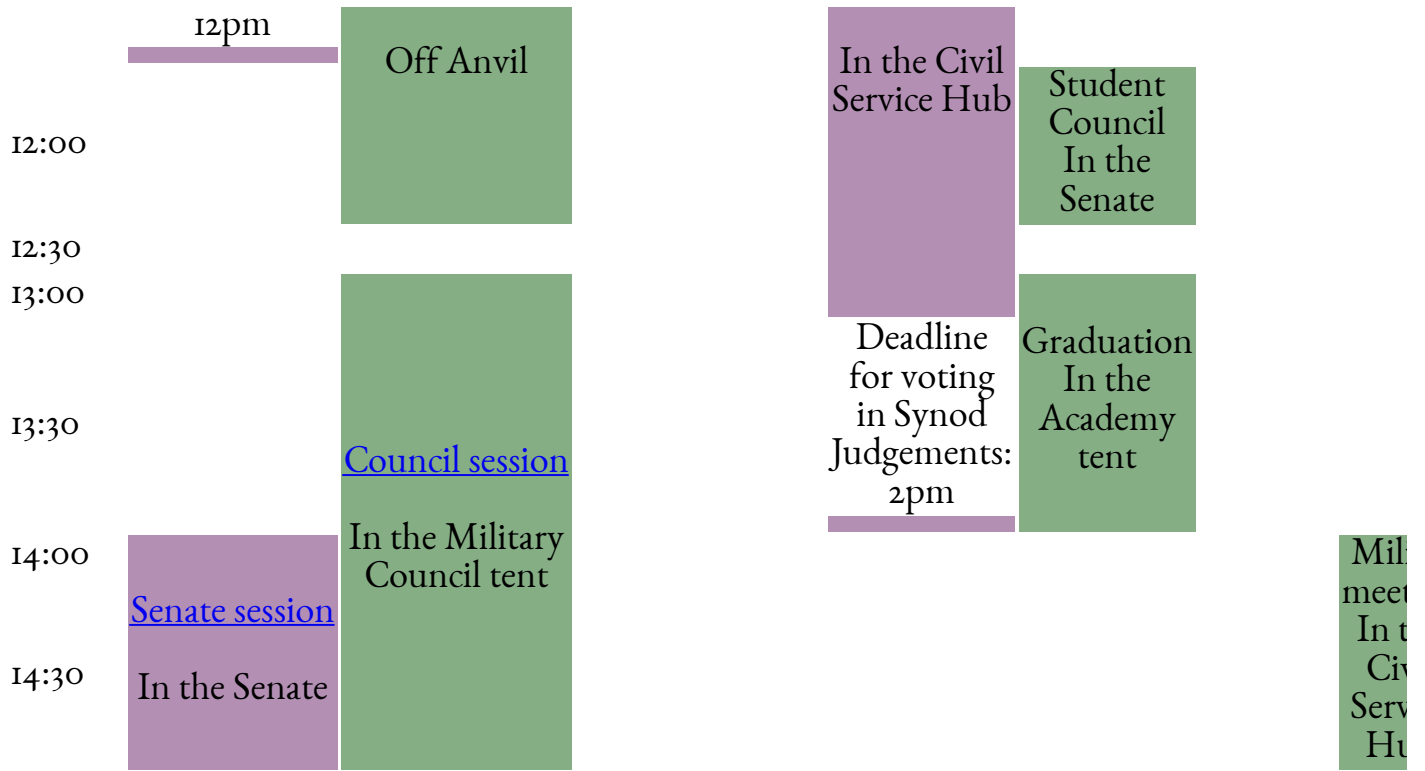 12pm
Off Anvil
In the Civil
Service Hub
Student
Council
In the
Senate
12:00
12:30
13:00
Deadline
for voting
in Synod
Judgements:
2pm
Graduation
In the
Academy
tent
13:30
Council session
In the Military
Council tent
14:00
Senate session
In the Senate
14:30
In